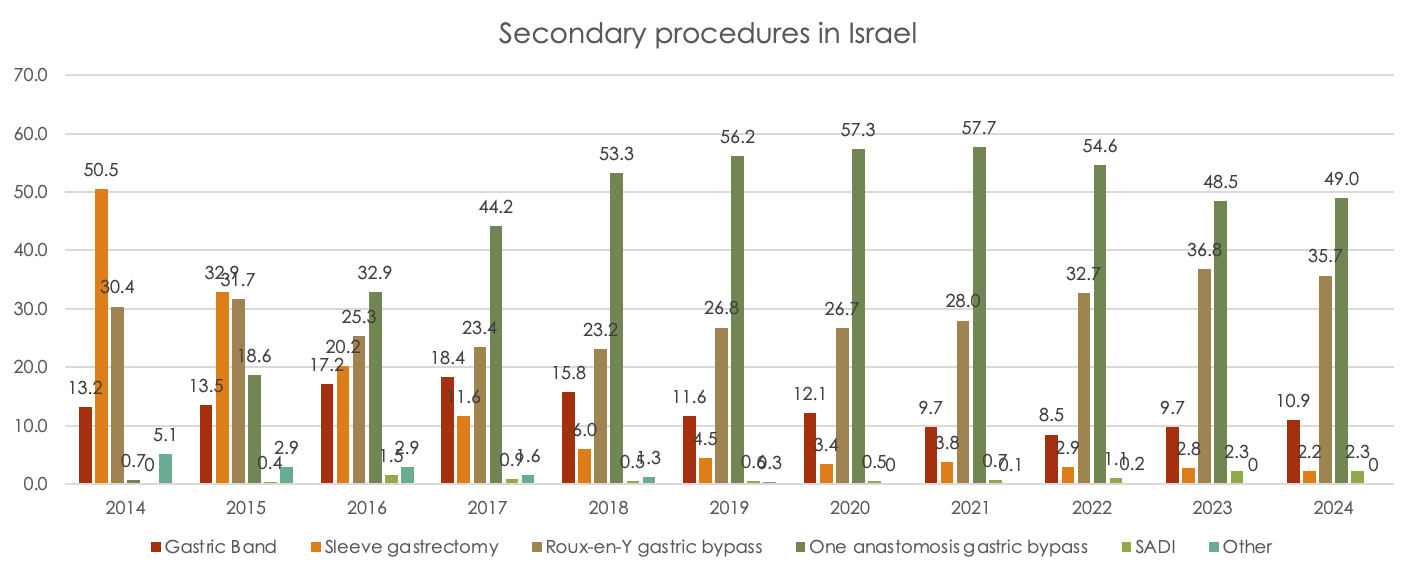 Secondary procedures in Israel
70.0
60.0
50.0
40.0
30.0
20.0
10.0
0.0
13.2 50.5 30.4 0.7 0 5.1
13.5 32.9 31.7 18.6 0.4 2.9
17.2 20.2 25.3 32.9 1.5 2.9
18.4 11.6 23.4 44.2 0.9 1.6
15.8 6.0 23.2 53.3 0.5 1.3
11.6 4.5 26.8 56.2 0.6 0.3
12.1 3.4 26.7 57.3 0.5 0
9.7 3.8 28.0 57.7 0.7 0.1
8.5 2.9 32.7 54.6 1.1 0.2
9.7 2.8 36.8 48.5 2.3 0
10.9 2.2 35.7 49.0 2.3 0
2014 2015 2016 2017 2018 2019 2020 2021 2022 2023 2024
Gastric Band Sleeve gastrectomy Roux-en-Y gastric bypass One anastomosis gastric bypass SADI Other